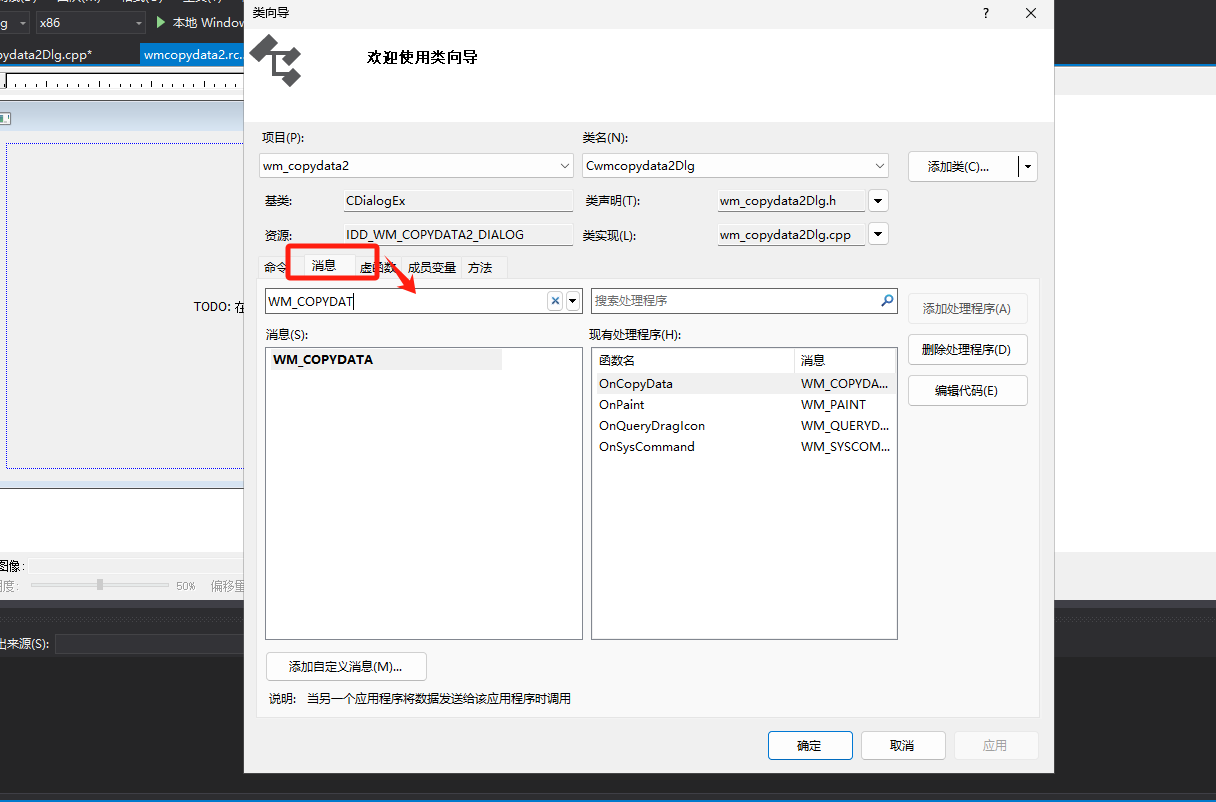 类向导
x86
本地 Window
pydata2Dlg.cpp*
wmcopydata2.rc.
欢迎使用类向导
项目(P):
类名(N):
wm_copydata2
Cwmcopydata2Dlg
添加类(C)...
基类:
CDialogEx
类声明(T):
wm_copydata2Dlg.h
资源:
IDD_WM_COPYDATA2_DIALOG
类实现(L):
wm_copydata2Dlg.cpp
命令
消息
虚函数
成员变量
方法
WM_COPYDAT
搜索处理程序
添加处理程序(A)
TODO: 在
消息(S):
现有处理程序(H):
删除处理程序(D)
WM_COPYDATA
函数名
消息
OnCopyData
WM_COPYDA...
编辑代码(E)
OnPaint
WM_PAINT
OnQueryDragIcon
WM_QUERYD...
OnSysCommand
WM_SYSCOM...
图像:
50%
偏移量
出来源(S):
添加自定义消息(M)...
说明:
当另一个应用程序将数据发送给该应用程序时调用
确定
取消
应用